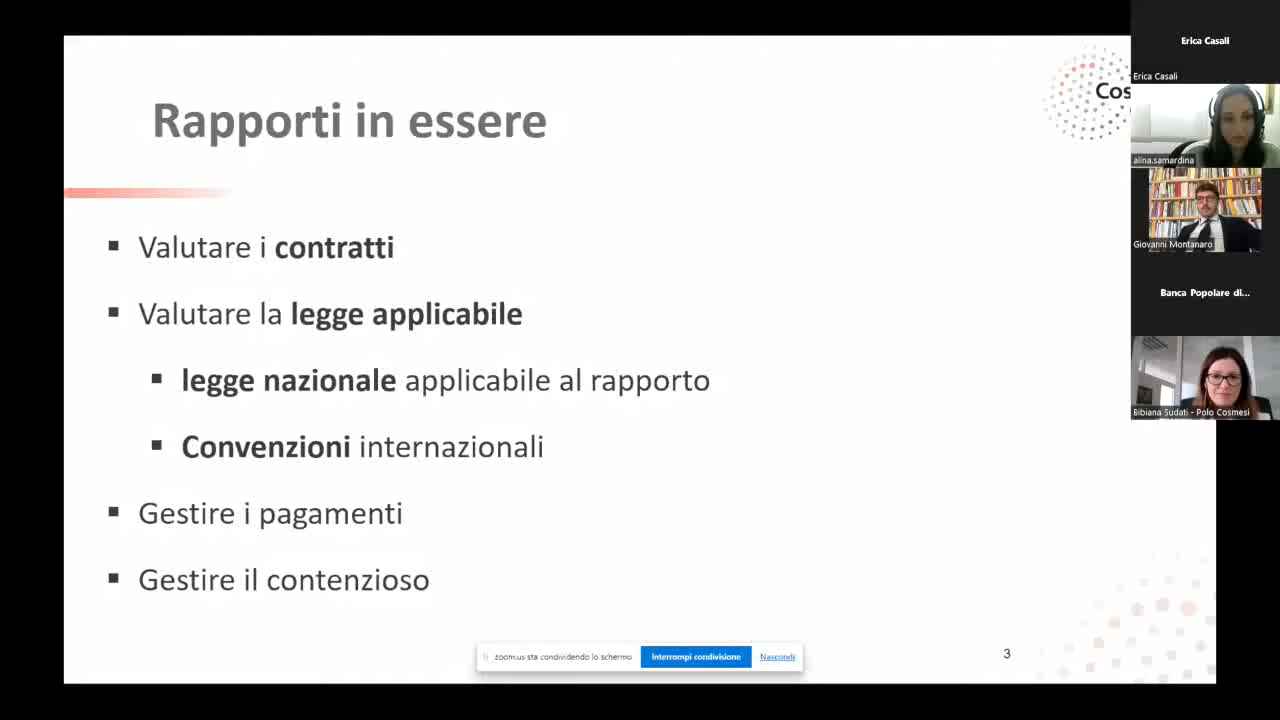 Rapporti in essere
Valutare i contratti
Valutare la legge applicabile
legge nazionale applicabile al rapporto
Convenzioni internazionali
Gestire i pagamenti
Gestire il contenzioso
zoom.us sta condividendo lo schermo Interrompi condivisione Nascondi
3
Cos
Erica Casali
Erica Casali
alina.samardina
Giovanni Montanaro
Banca Popolare di...
Bibiana Sudati - Polo Cosmesi